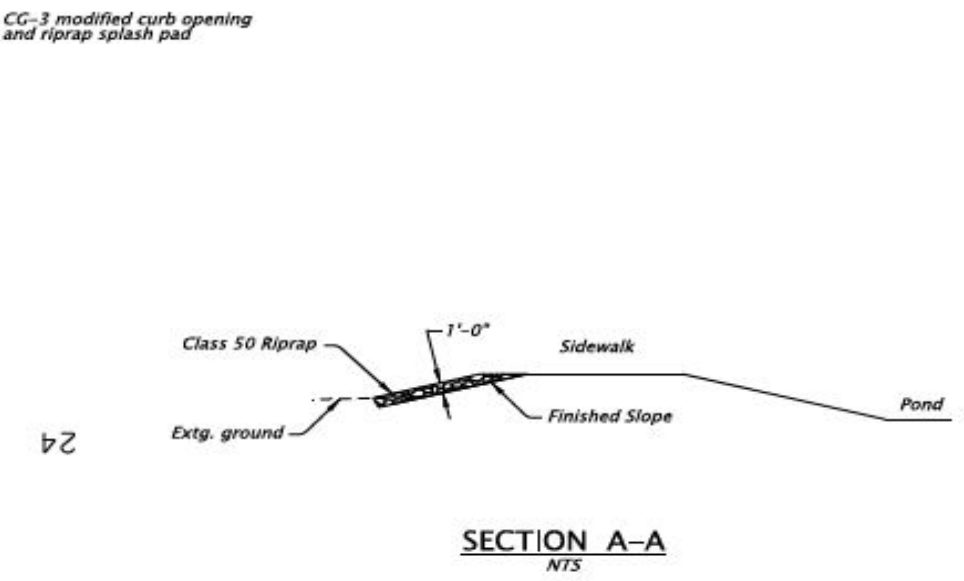 CG-3 modified curb opening
and riprap splash pad
1'-0"
Class 50 Riprap
Sidewalk
Pond
Finished Slope
Extg. ground
24
SECTION A-A
NTS